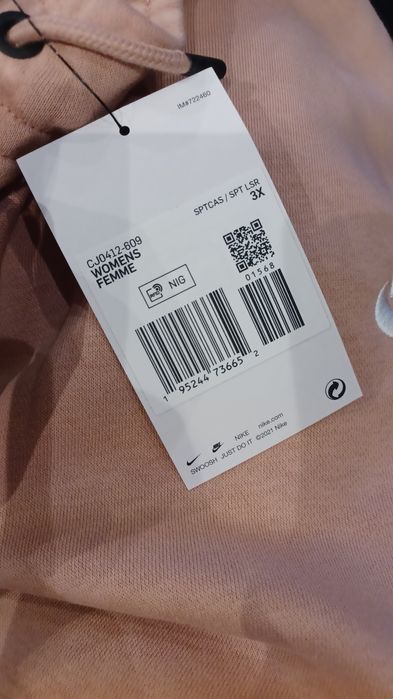 IM#722460
SPTCAS / SPT LSR
3X
CJ0412-609
WOMENS
FEMME
NIG
01568
1 95244 73665 2
NIKE nike.com
SWOOSH JUST DO IT ©2021 Nike